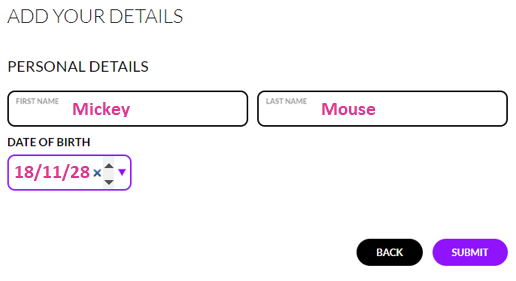 ADD YOUR DETAILS
PERSONAL DETAILS
FIRST NAME Mickey LAST NAME Mouse
DATE OF BIRTH
18/11/28
BACK SUBMIT